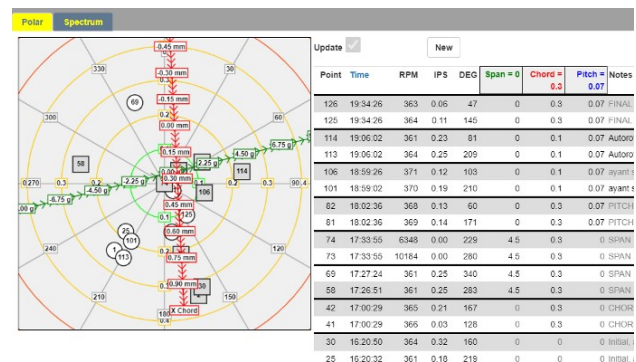 Polar Spectrum
Update New
Point Time RPM IPS DEG Span = 0 Chord = 0.3 Pitch = 0.07 Notes
126 19:34:26 363 0.06 47 0 0.3 0.07 FINAL
125 19:34:26 364 0.11 145 0 0.3 0.07 FINAL
114 19:06:02 361 0.23 81 0 0.1 0.07 Autoro
113 19:06:02 364 0.25 209 0 0.1 0.07 Autoro
106 18:59:26 371 0.12 103 0 0.1 0.07 ayant s
101 18:59:02 370 0.19 210 0 0.1 0.07 ayant s
82 18:02:36 368 0.13 60 0 0.3 0.07 PITCH
81 18:02:36 369 0.14 171 0 0.3 0.07 PITCH
74 17:33:55 6348 0.00 229 4.5 0 0 SPAN
73 17:33:55 10184 0.00 280 4.5 0 0 SPAN
69 17:27:24 361 0.25 340 4.5 0 0 SPAN
58 17:26:51 361 0.25 283 4.5 0 0 SPAN
42 17:00:29 365 0.21 167 0 0.3 0 CHOR
41 17:00:29 366 0.03 128 0 0.3 0 CHOR
30 16:20:50 364 0.32 160 0 0 0 Initial, a
25 16:20:32 361 0.18 219 0 0 0 Initial, a
-0.45 mm
330 30
-0.30 mm
69 -0.15 mm
300 0.00 mm 60
58 0.15 mm 4.50 g 6.75 g
2.25 g 114
0.270 0.3 0.2 -2.25 g 0.30 mm 0.2 0.3 90
-6.75 g -4.50 g 0.45 mm 106
125
25 0.60 mm
240 101 120
1 113 0.75 mm
0.90 mm 30
210 150
X Chord
180